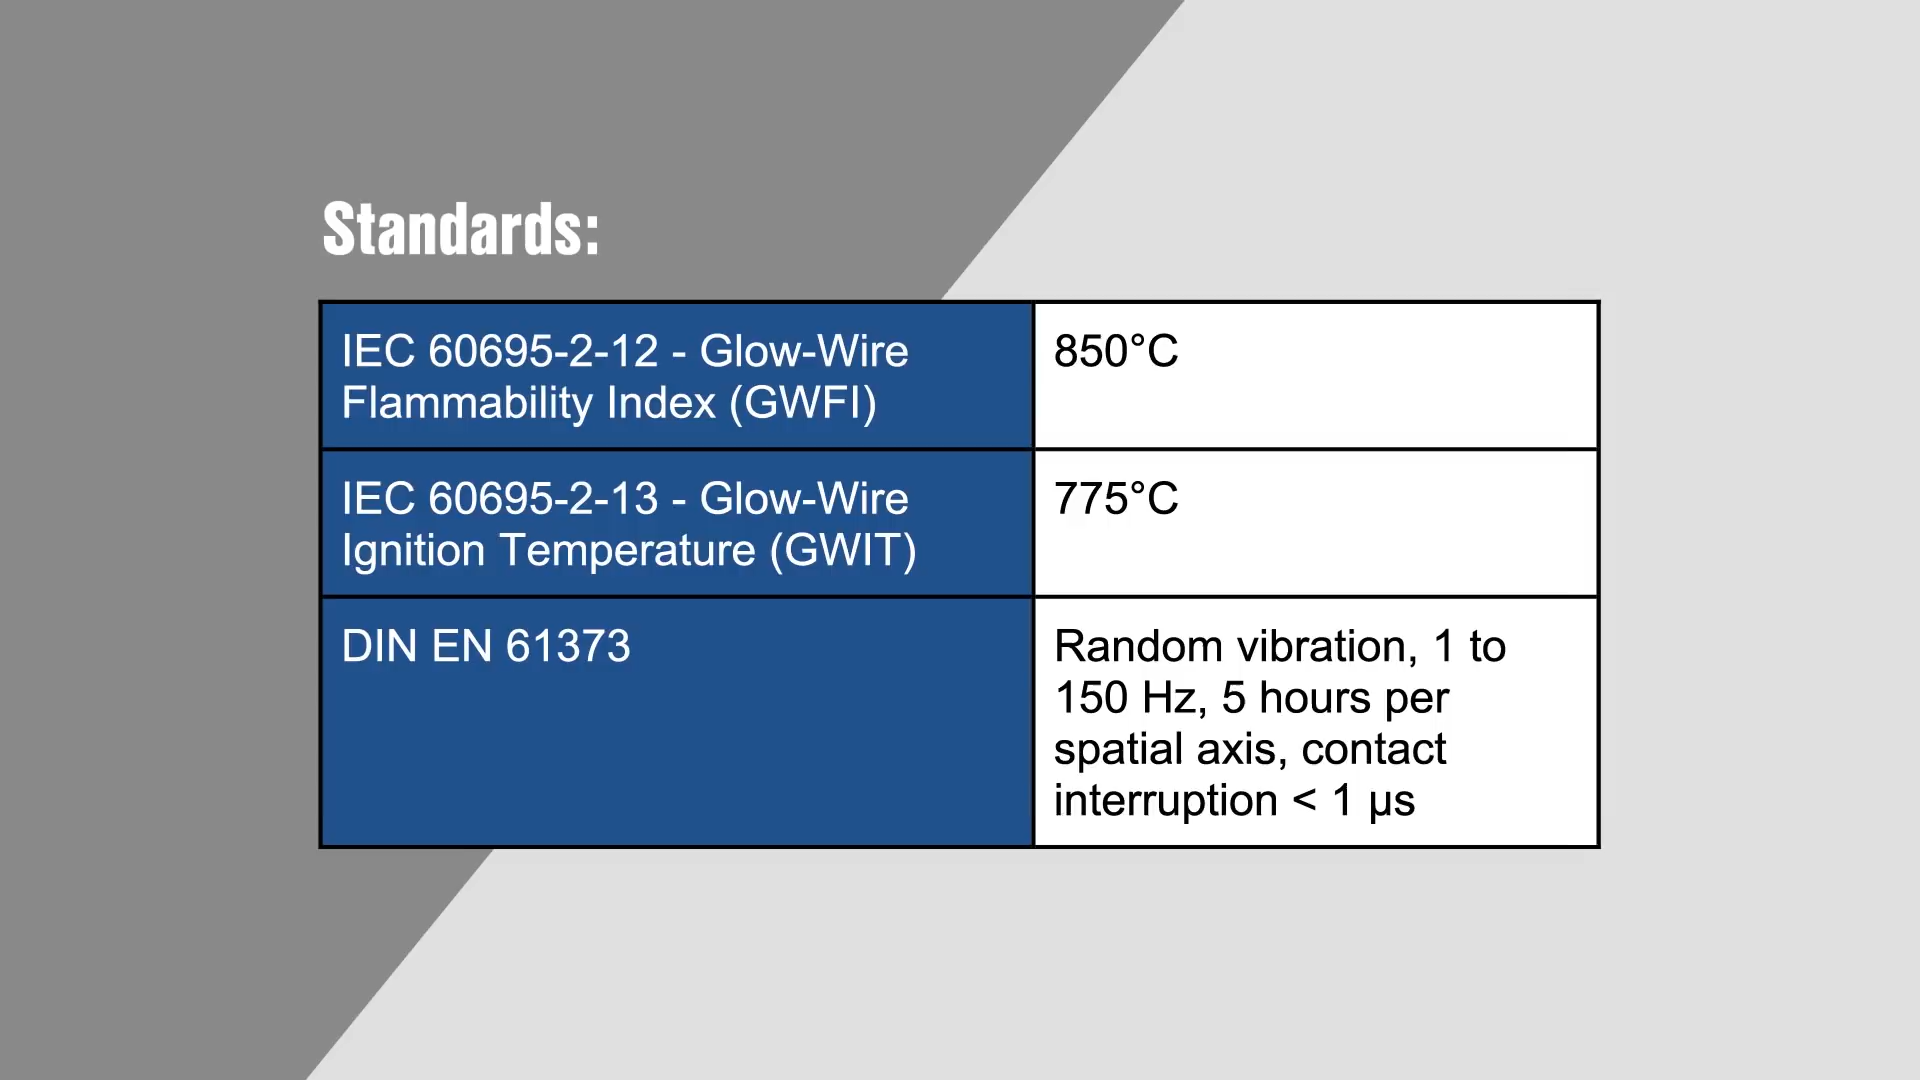 Standards:
IEC 60695-2-12 - Glow-Wire
Flammability Index (GWFI)
850°C
IEC 60695-2-13 - Glow-Wire
Ignition Temperature (GWIT)
775°C
DIN EN 61373
Random vibration, 1 to
150 Hz, 5 hours per
spatial axis, contact
interruption < 1 µs